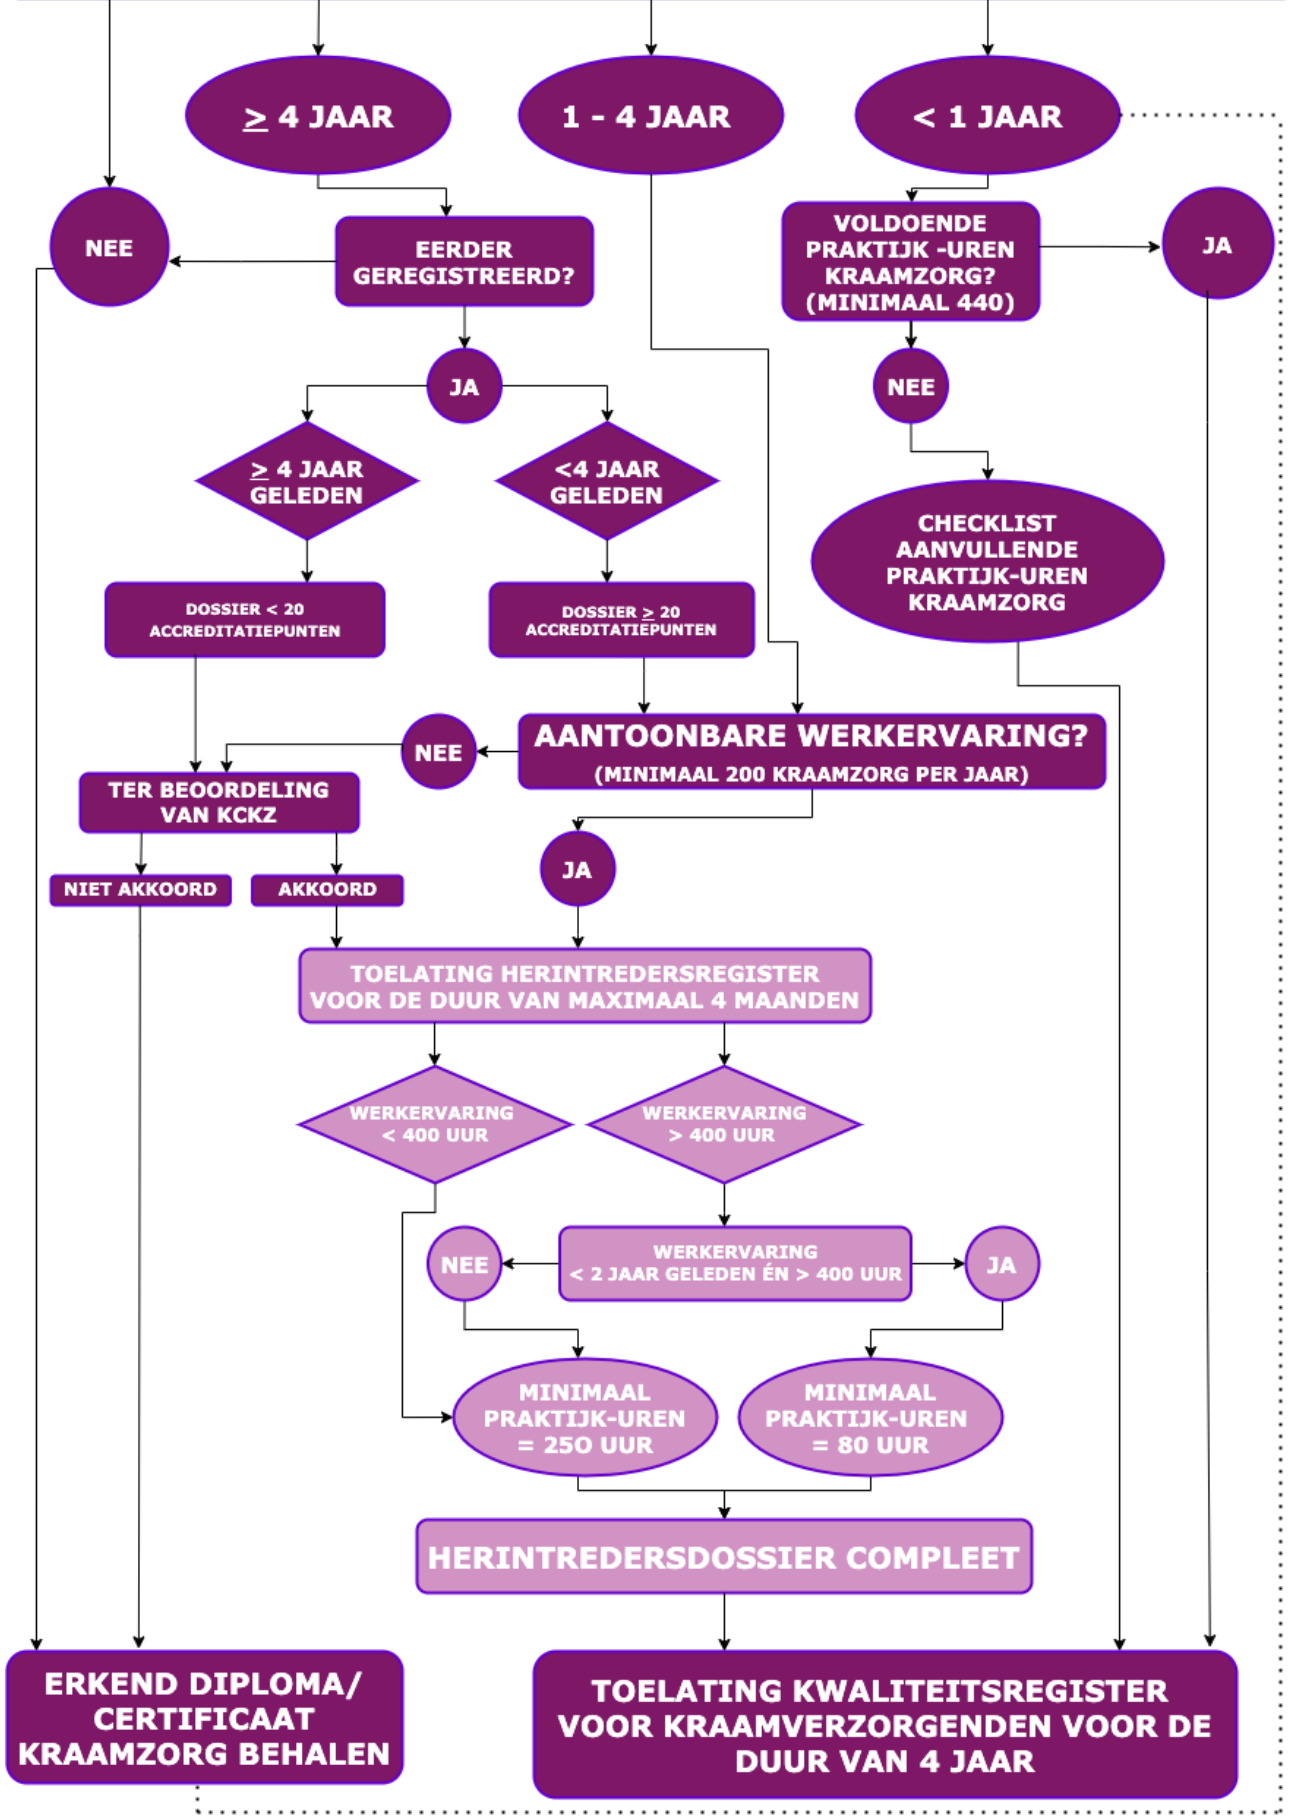 ≥ 4 JAAR
1 - 4 JAAR
< 1 JAAR
NEE
EERDER
GEREGISTREERD?
VOLDOENDE
PRAKTIJK -UREN
KRAAMZORG?
(MINIMAAL 440)
JA
JA
NEE
≥ 4 JAAR
GELEDEN
<4 JAAR
GELEDEN
CHECKLIST
AANVULLENDE
PRAKTIJK-UREN
KRAAMZORG
DOSSIER < 20
ACCREDITATIEPUNTEN
DOSSIER ≥ 20
ACCREDITATIEPUNTEN
NEE
AANTOONBARE WERKERVARING?
(MINIMAAL 200 KRAAMZORG PER JAAR)
TER BEOORDELING
VAN KCKZ
JA
NIET AKKOORD
AKKOORD
TOELATING HERINTREDERSREGISTER
VOOR DE DUUR VAN MAXIMAAL 4 MAANDEN
WERKERVARING
< 400 UUR
WERKERVARING
> 400 UUR
NEE
WERKERVARING
< 2 JAAR GELEDEN ÉN > 400 UUR
JA
MINIMAAL
PRAKTIJK-UREN
= 25O UUR
MINIMAAL
PRAKTIJK-UREN
= 80 UUR
HERINTREDERSDOSSIER COMPLEET
ERKEND DIPLOMA/
CERTIFICAAT
KRAAMZORG BEHALEN
TOELATING KWALITEITSREGISTER
VOOR KRAAMVERZORGENDEN VOOR DE
DUUR VAN 4 JAAR